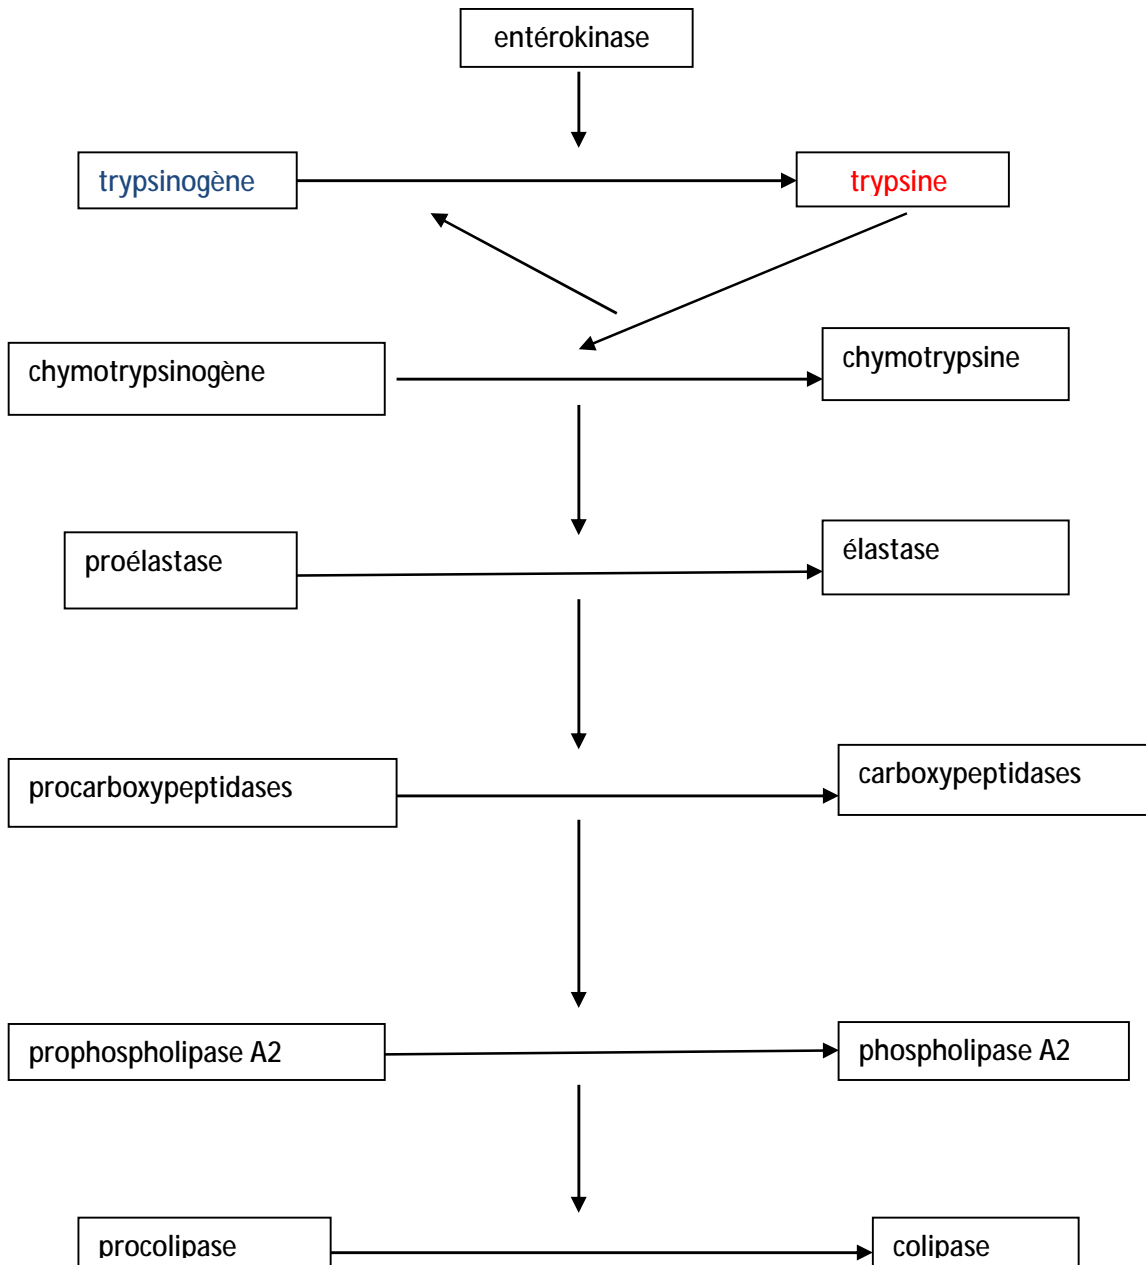 entérokinase
trypsinogène
trypsine
chymotrypsinogène
chymotrypsine
proélastase
élastase
procarboxypeptidases
carboxypeptidases
prophospholipase A2
phospholipase A2
procolipase
colipase